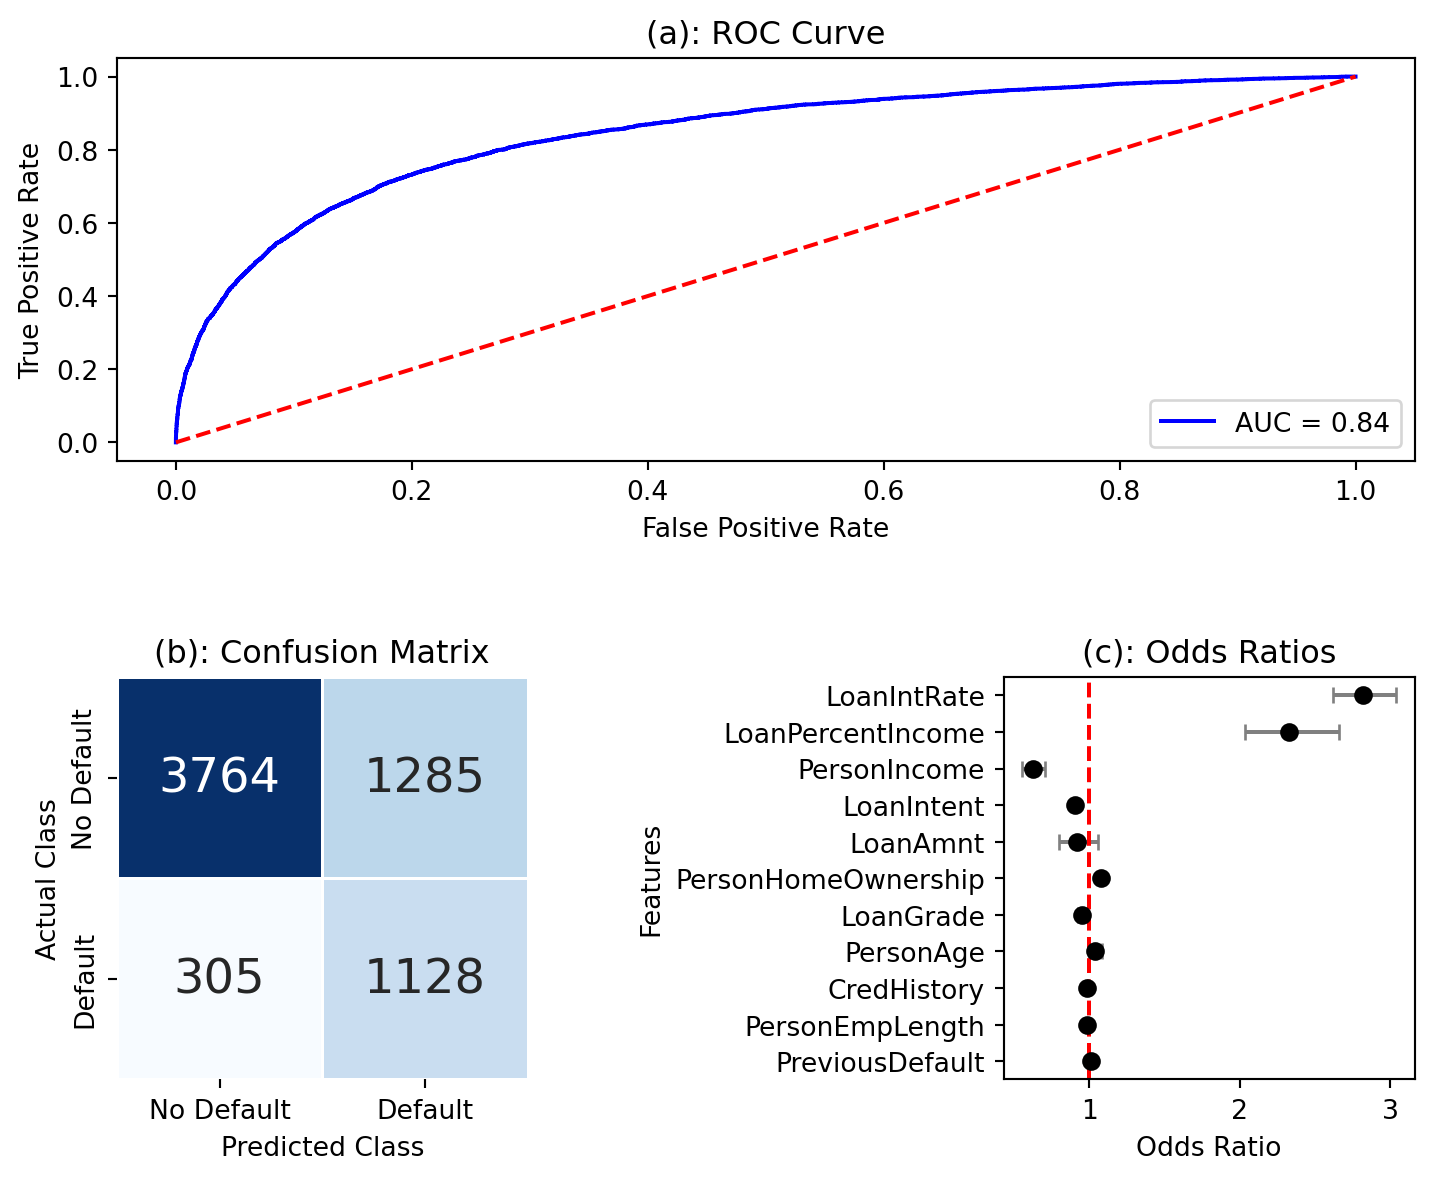 (a): ROC Curve
True Positive Rate
1.0
0.8
0.6
0.4
0.2
0.0
AUC = 0.84
0.0 0.2 0.4 0.6 0.8 1.0
False Positive Rate
(b): Confusion Matrix
Actual Class
No Default
Default
3764 1285
305 1128
No Default Default
Predicted Class
(c): Odds Ratios
Features
LoanIntRate
LoanPercentIncome
PersonIncome
LoanIntent
LoanAmnt
PersonHomeOwnership
LoanGrade
PersonAge
CredHistory
PersonEmpLength
PreviousDefault
1 2 3
Odds Ratio